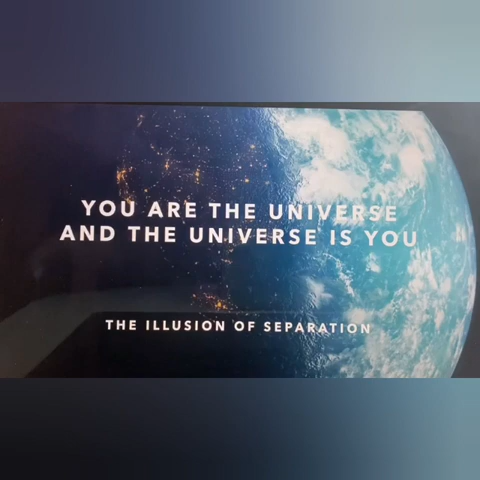 YOU ARE THE UNIVERSE
AND THE UNIVERSE IS YOU
THE ILLUSION OF SEPARATION